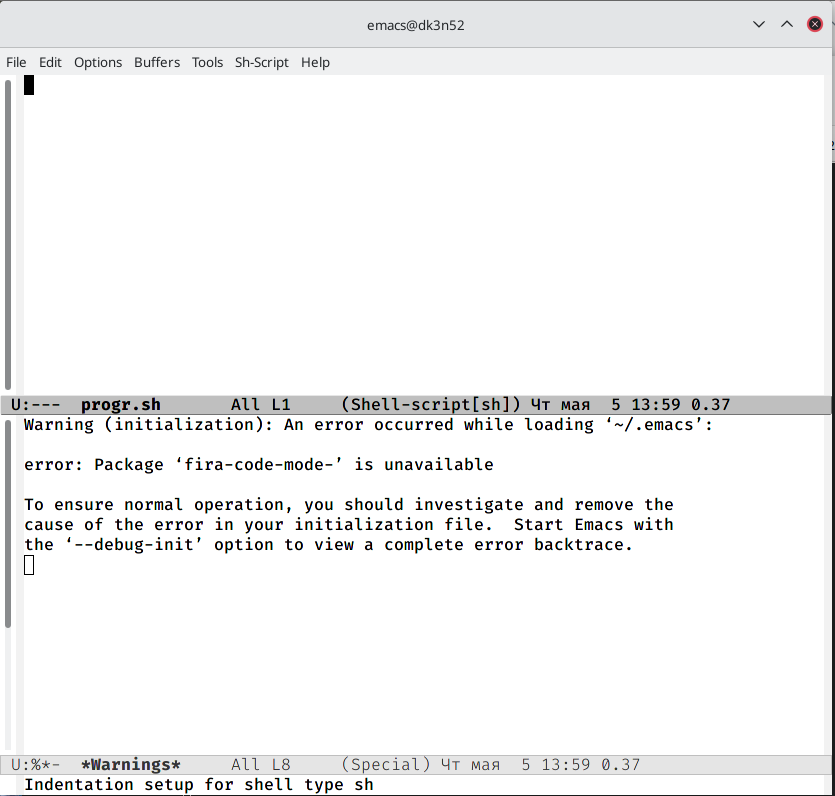 emacs@dk3n52
File Edit Options Buffers Tools Sh-Script Help
U:--- progr.sh All L1 (Shell-script[sh]) Чт мая 5 13:59 0.37
Warning (initialization): An error occurred while loading ‘~/.emacs’:
error: Package ‘fira-code-mode-’ is unavailable
To ensure normal operation, you should investigate and remove the
cause of the error in your initialization file. Start Emacs with
the ‘--debug-init’ option to view a complete error backtrace.
U:%*- *Warnings* All L8 (Special) Чт мая 5 13:59 0.37
Indentation setup for shell type sh